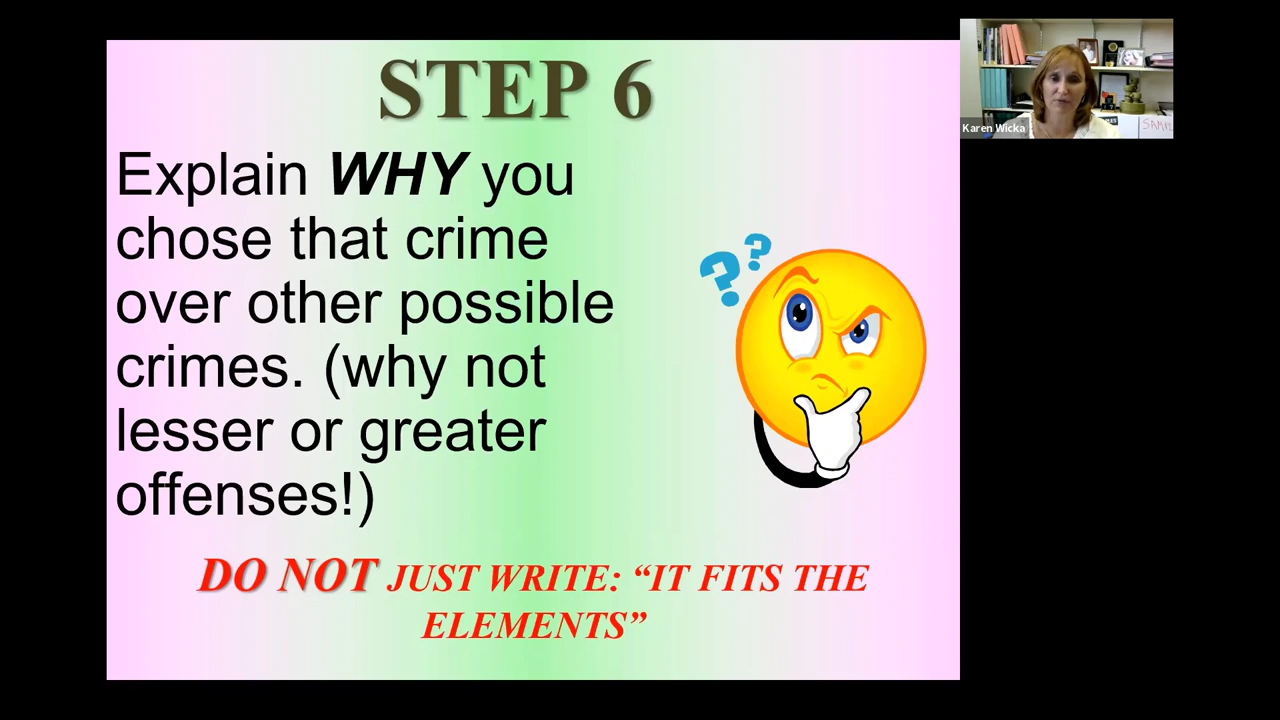 STEP 6
Explain WHY you
chose that crime
over other possible
crimes. (why not
lesser or greater
offenses!)
? ?
DO NOT JUST WRITE: “IT FITS THE
ELEMENTS”
Karen Wicka